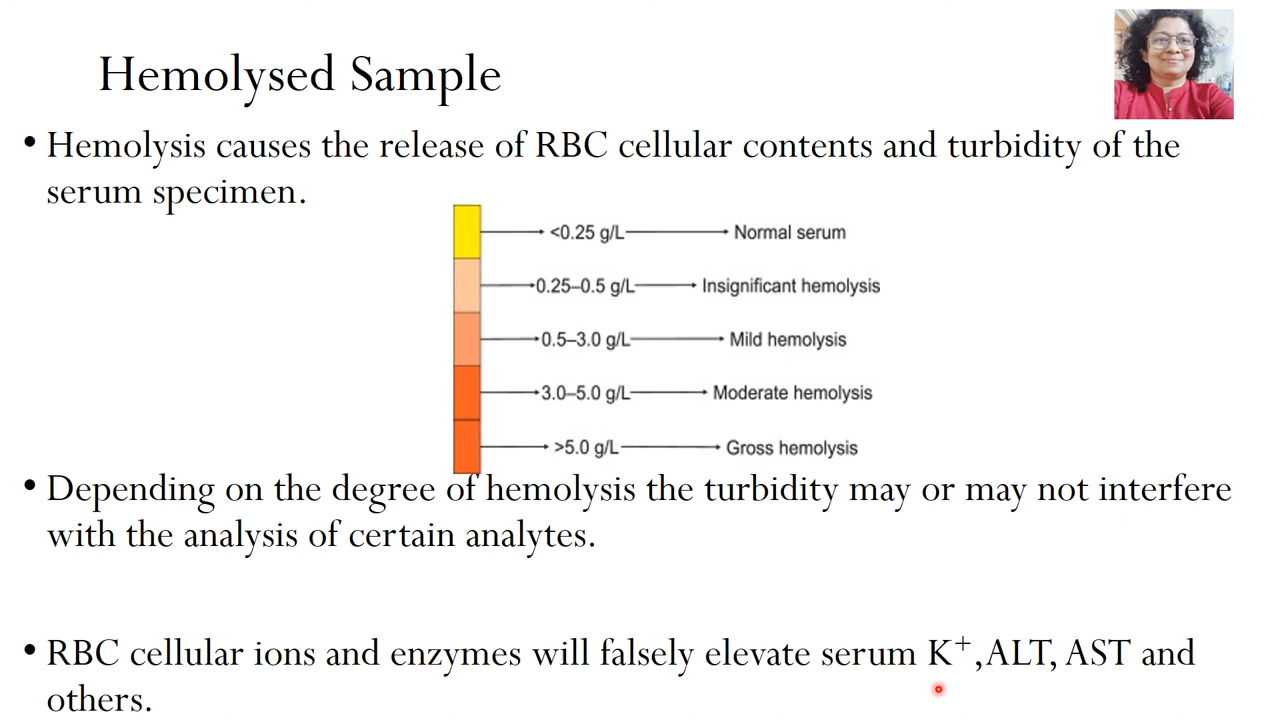 Hemolysed Sample
• Hemolysis causes the release of RBC cellular contents and turbidity of the
serum specimen.
<0.25 g/L Normal serum
0.25–0.5 g/L Insignificant hemolysis
0.5–3.0 g/L Mild hemolysis
3.0–5.0 g/L Moderate hemolysis
>5.0 g/L Gross hemolysis
• Depending on the degree of hemolysis the turbidity may or may not interfere
with the analysis of certain analytes.
• RBC cellular ions and enzymes will falsely elevate serum K⁺,ALT, AST and
others.